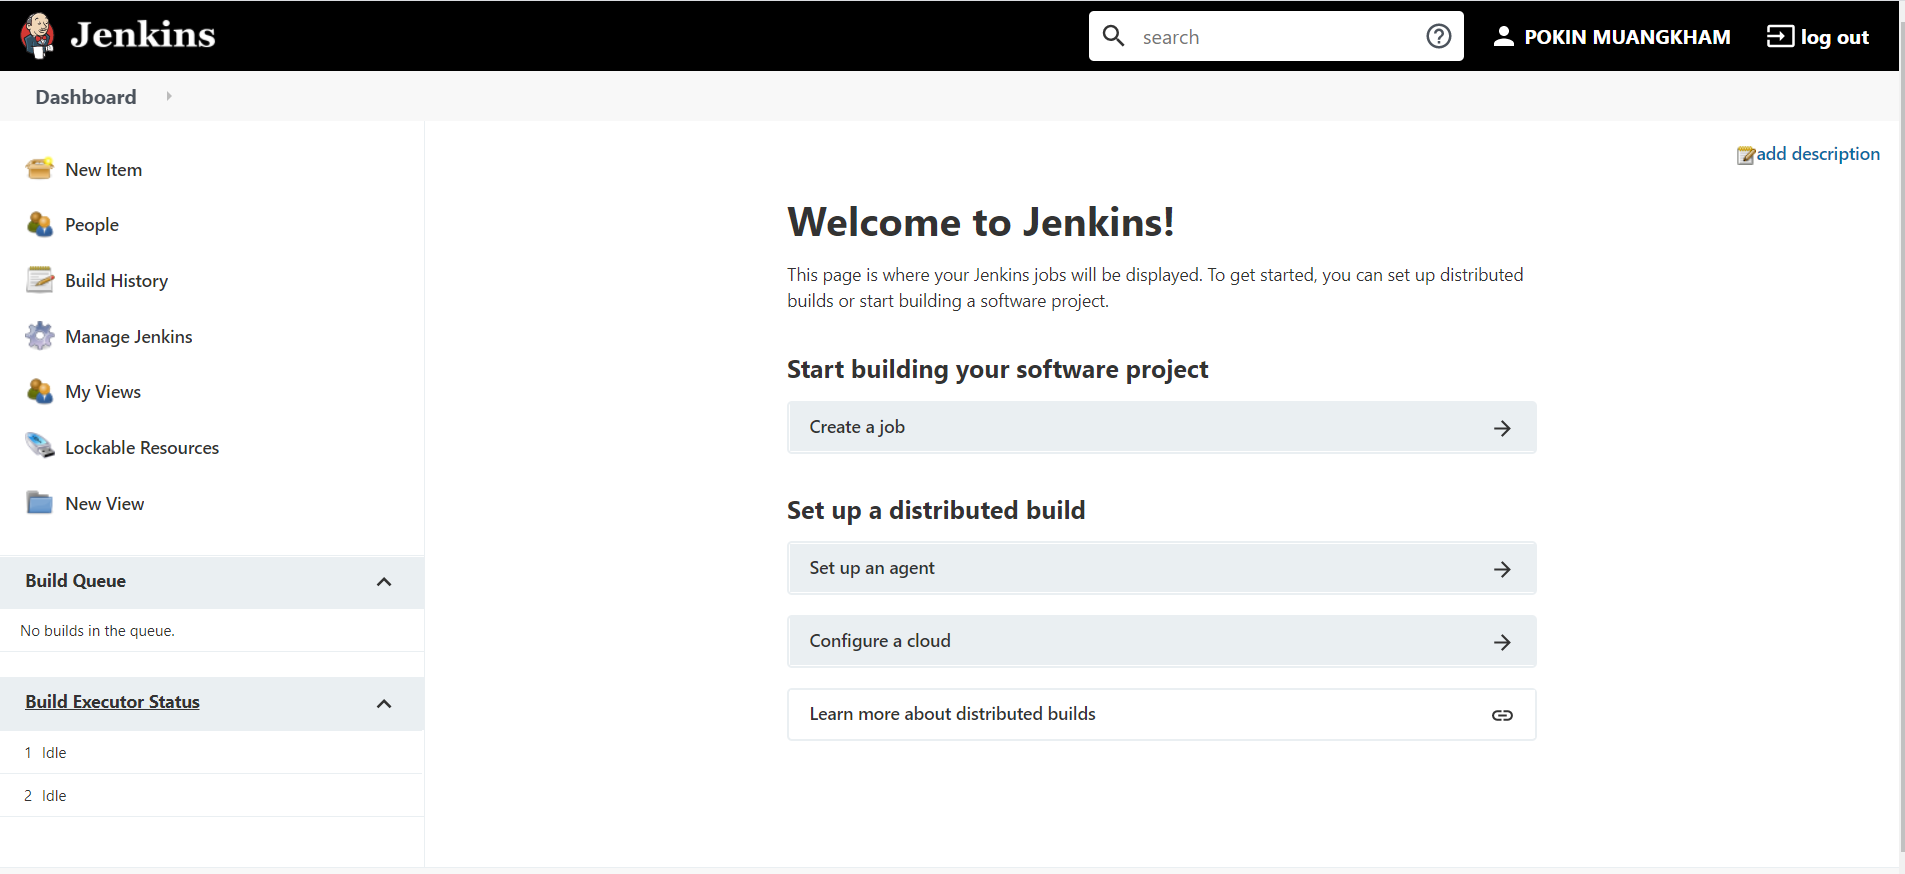 Jenkins
search
POKIN MUANGKHAM
log out
Dashboard
New Item
People
Build History
Manage Jenkins
My Views
Lockable Resources
New View
Build Queue
No builds in the queue.
Build Executor Status
1 Idle
2 Idle
add description
Welcome to Jenkins!
This page is where your Jenkins jobs will be displayed. To get started, you can set up distributed
builds or start building a software project.
Start building your software project
Create a job
Set up a distributed build
Set up an agent
Configure a cloud
Learn more about distributed builds